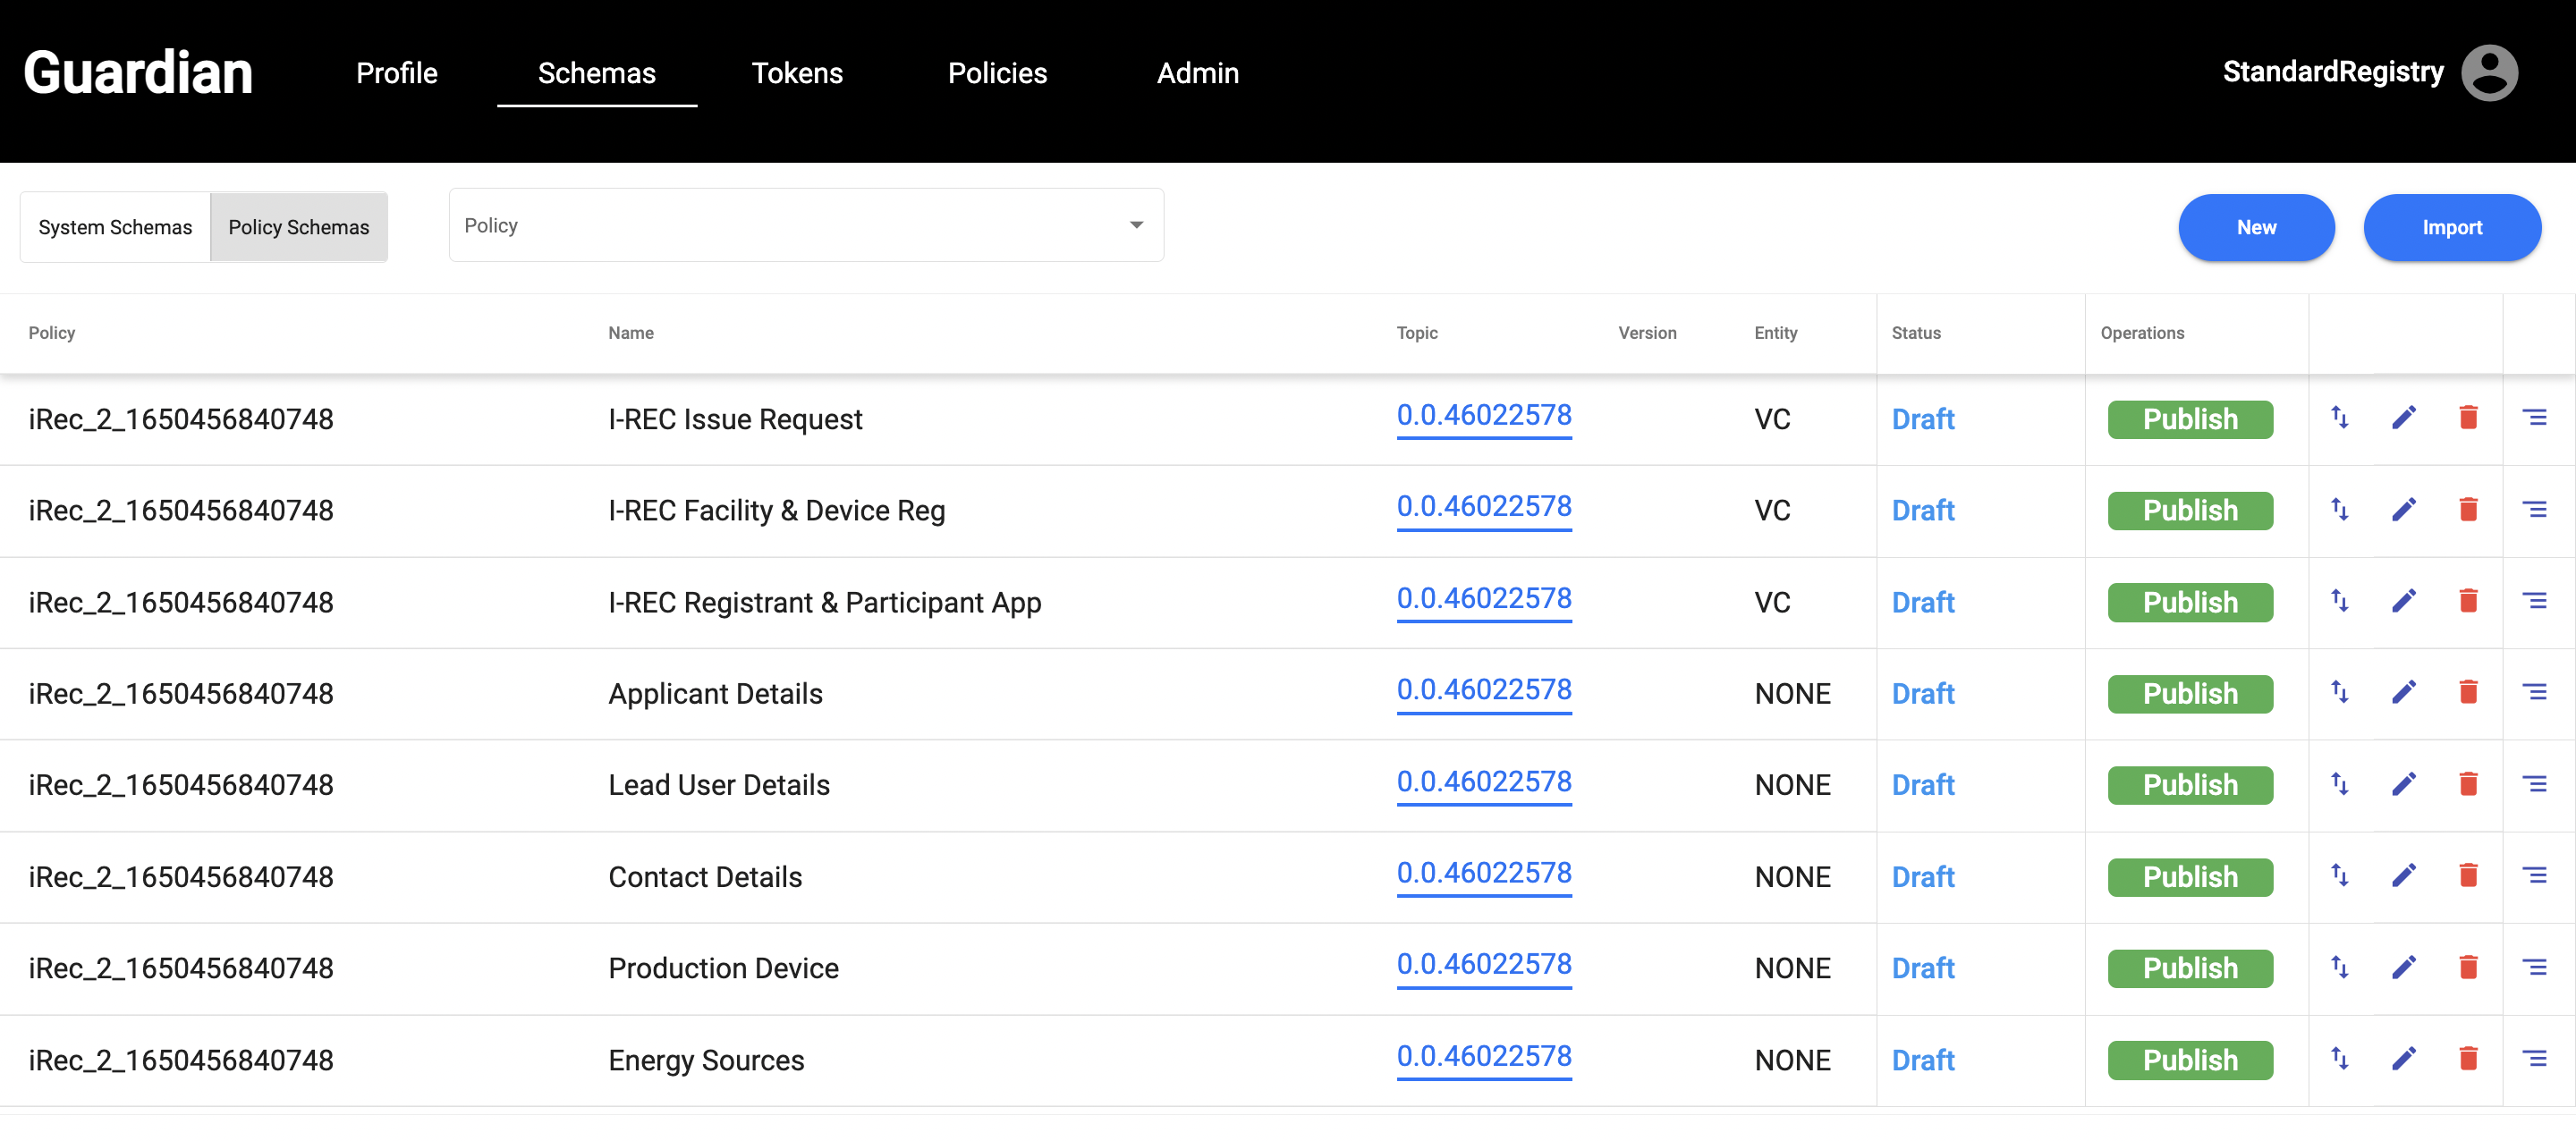 Guardian Profile Schemas Tokens Policies Admin StandardRegistry
System Schemas Policy Schemas Policy New Import
Policy Name Topic Version Entity Status Operations
iRec_2_1650456840748 I-REC Issue Request 0.0.46022578 VC Draft Publish
iRec_2_1650456840748 I-REC Facility & Device Reg 0.0.46022578 VC Draft Publish
iRec_2_1650456840748 I-REC Registrant & Participant App 0.0.46022578 VC Draft Publish
iRec_2_1650456840748 Applicant Details 0.0.46022578 NONE Draft Publish
iRec_2_1650456840748 Lead User Details 0.0.46022578 NONE Draft Publish
iRec_2_1650456840748 Contact Details 0.0.46022578 NONE Draft Publish
iRec_2_1650456840748 Production Device 0.0.46022578 NONE Draft Publish
iRec_2_1650456840748 Energy Sources 0.0.46022578 NONE Draft Publish